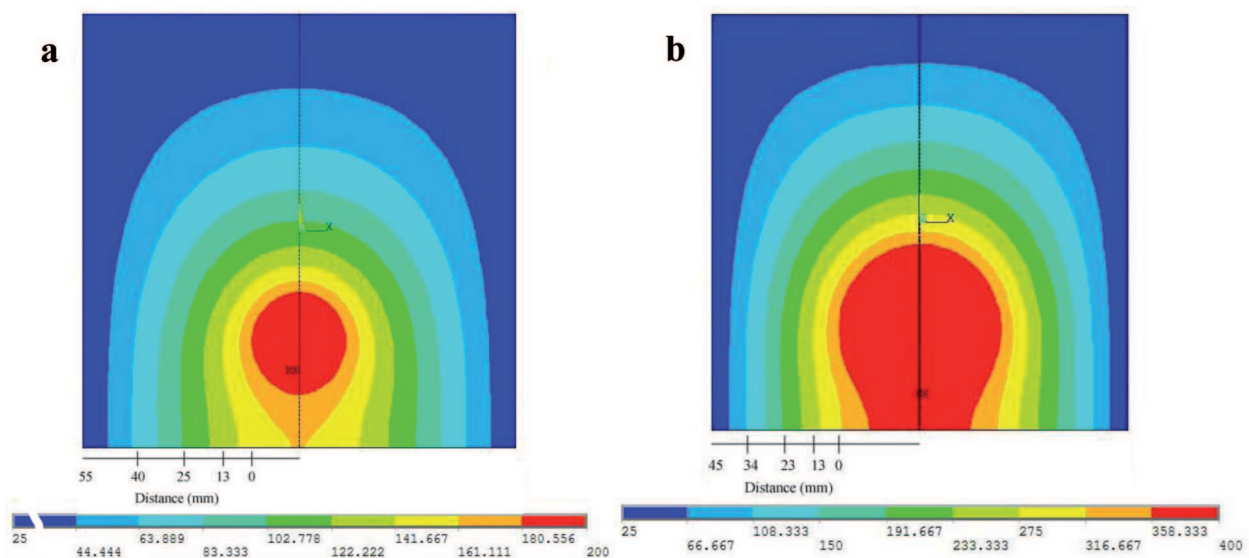 a
b
X
X
MX
55 40 25 13 0
Distance (mm)
45 34 23 13 0
Distance (mm)
25 63.889 102.778 141.667 180.556
44.444 83.333 122.222 161.111 200
25 108.333 191.667 275 358.333
66.667 150 233.333 316.667 400